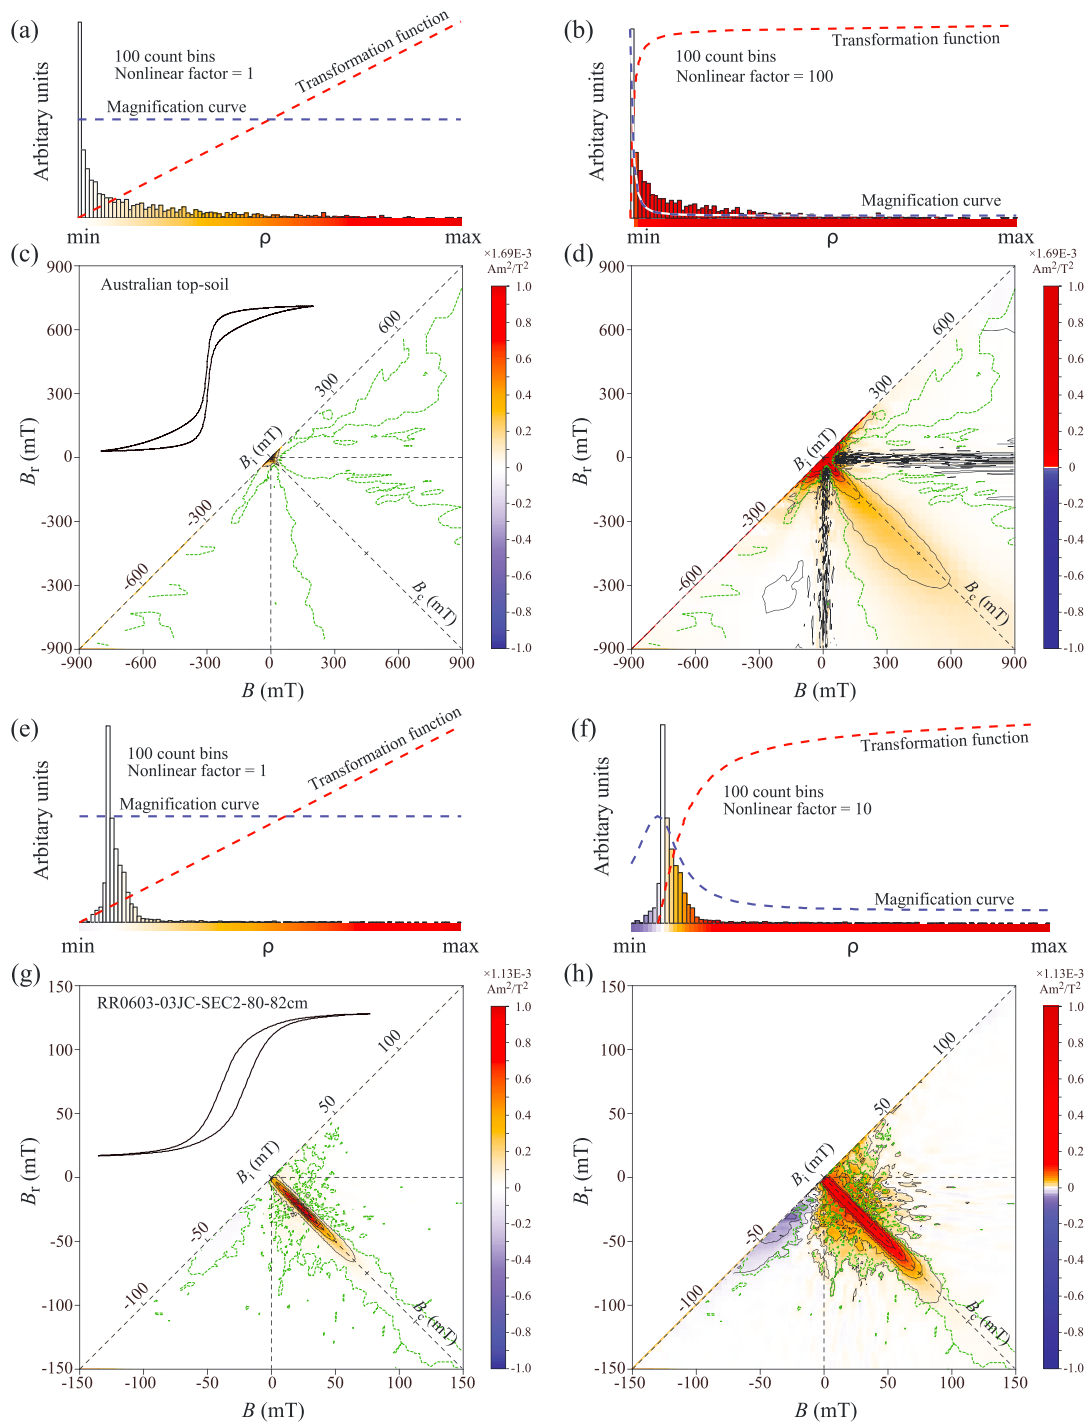 (a)
Arbitary units
100 count bins
Nonlinear factor = 1
Transformation function
Magnification curve
min
ρ
max
(b)
Arbitary units
100 count bins
Nonlinear factor = 100
Transformation function
Magnification curve
min
ρ
max
(c)
Australian top-soil
900
600
300
0
-300
-600
-900
Br (mT)
-900
-600
-300
0
300
600
900
B (mT)
600
300
Bi (mT)
-300
-600
Bc (mT)
×1.69E-3
Am²/T²
1.0
0.8
0.6
0.4
0.2
0
-0.2
-0.4
-0.6
-0.8
-1.0
(d)
900
600
300
0
-300
-600
-900
Br (mT)
-900
-600
-300
0
300
600
900
B (mT)
600
300
Bi (mT)
-300
-600
Bc (mT)
×1.69E-3
Am²/T²
1.0
0.8
0.6
0.4
0.2
0
-0.2
-0.4
-0.6
-0.8
-1.0
(e)
Arbitary units
100 count bins
Nonlinear factor = 1
Transformation function
Magnification curve
min
ρ
max
(f)
Arbitary units
Transformation function
100 count bins
Nonlinear factor = 10
Magnification curve
min
ρ
max
(g)
RR0603-03JC-SEC2-80-82cm
150
100
50
0
-50
-100
-150
Br (mT)
-150
-100
-50
0
50
100
150
B (mT)
100
50
Bi (mT)
-50
-100
Bc (mT)
×1.13E-3
Am²/T²
1.0
0.8
0.6
0.4
0.2
0
-0.2
-0.4
-0.6
-0.8
-1.0
(h)
150
100
50
0
-50
-100
-150
Br (mT)
-150
-100
-50
0
50
100
150
B (mT)
100
50
Bi (mT)
-50
-100
Bc (mT)
×1.13E-3
Am²/T²
1.0
0.8
0.6
0.4
0.2
0
-0.2
-0.4
-0.6
-0.8
-1.0